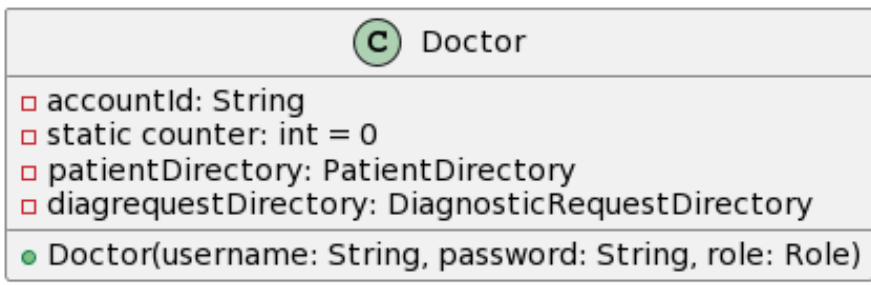 C Doctor
accountId: String
static counter: int = 0
patientDirectory: PatientDirectory
diagrequestDirectory: DiagnosticRequestDirectory
Doctor(username: String, password: String, role: Role)